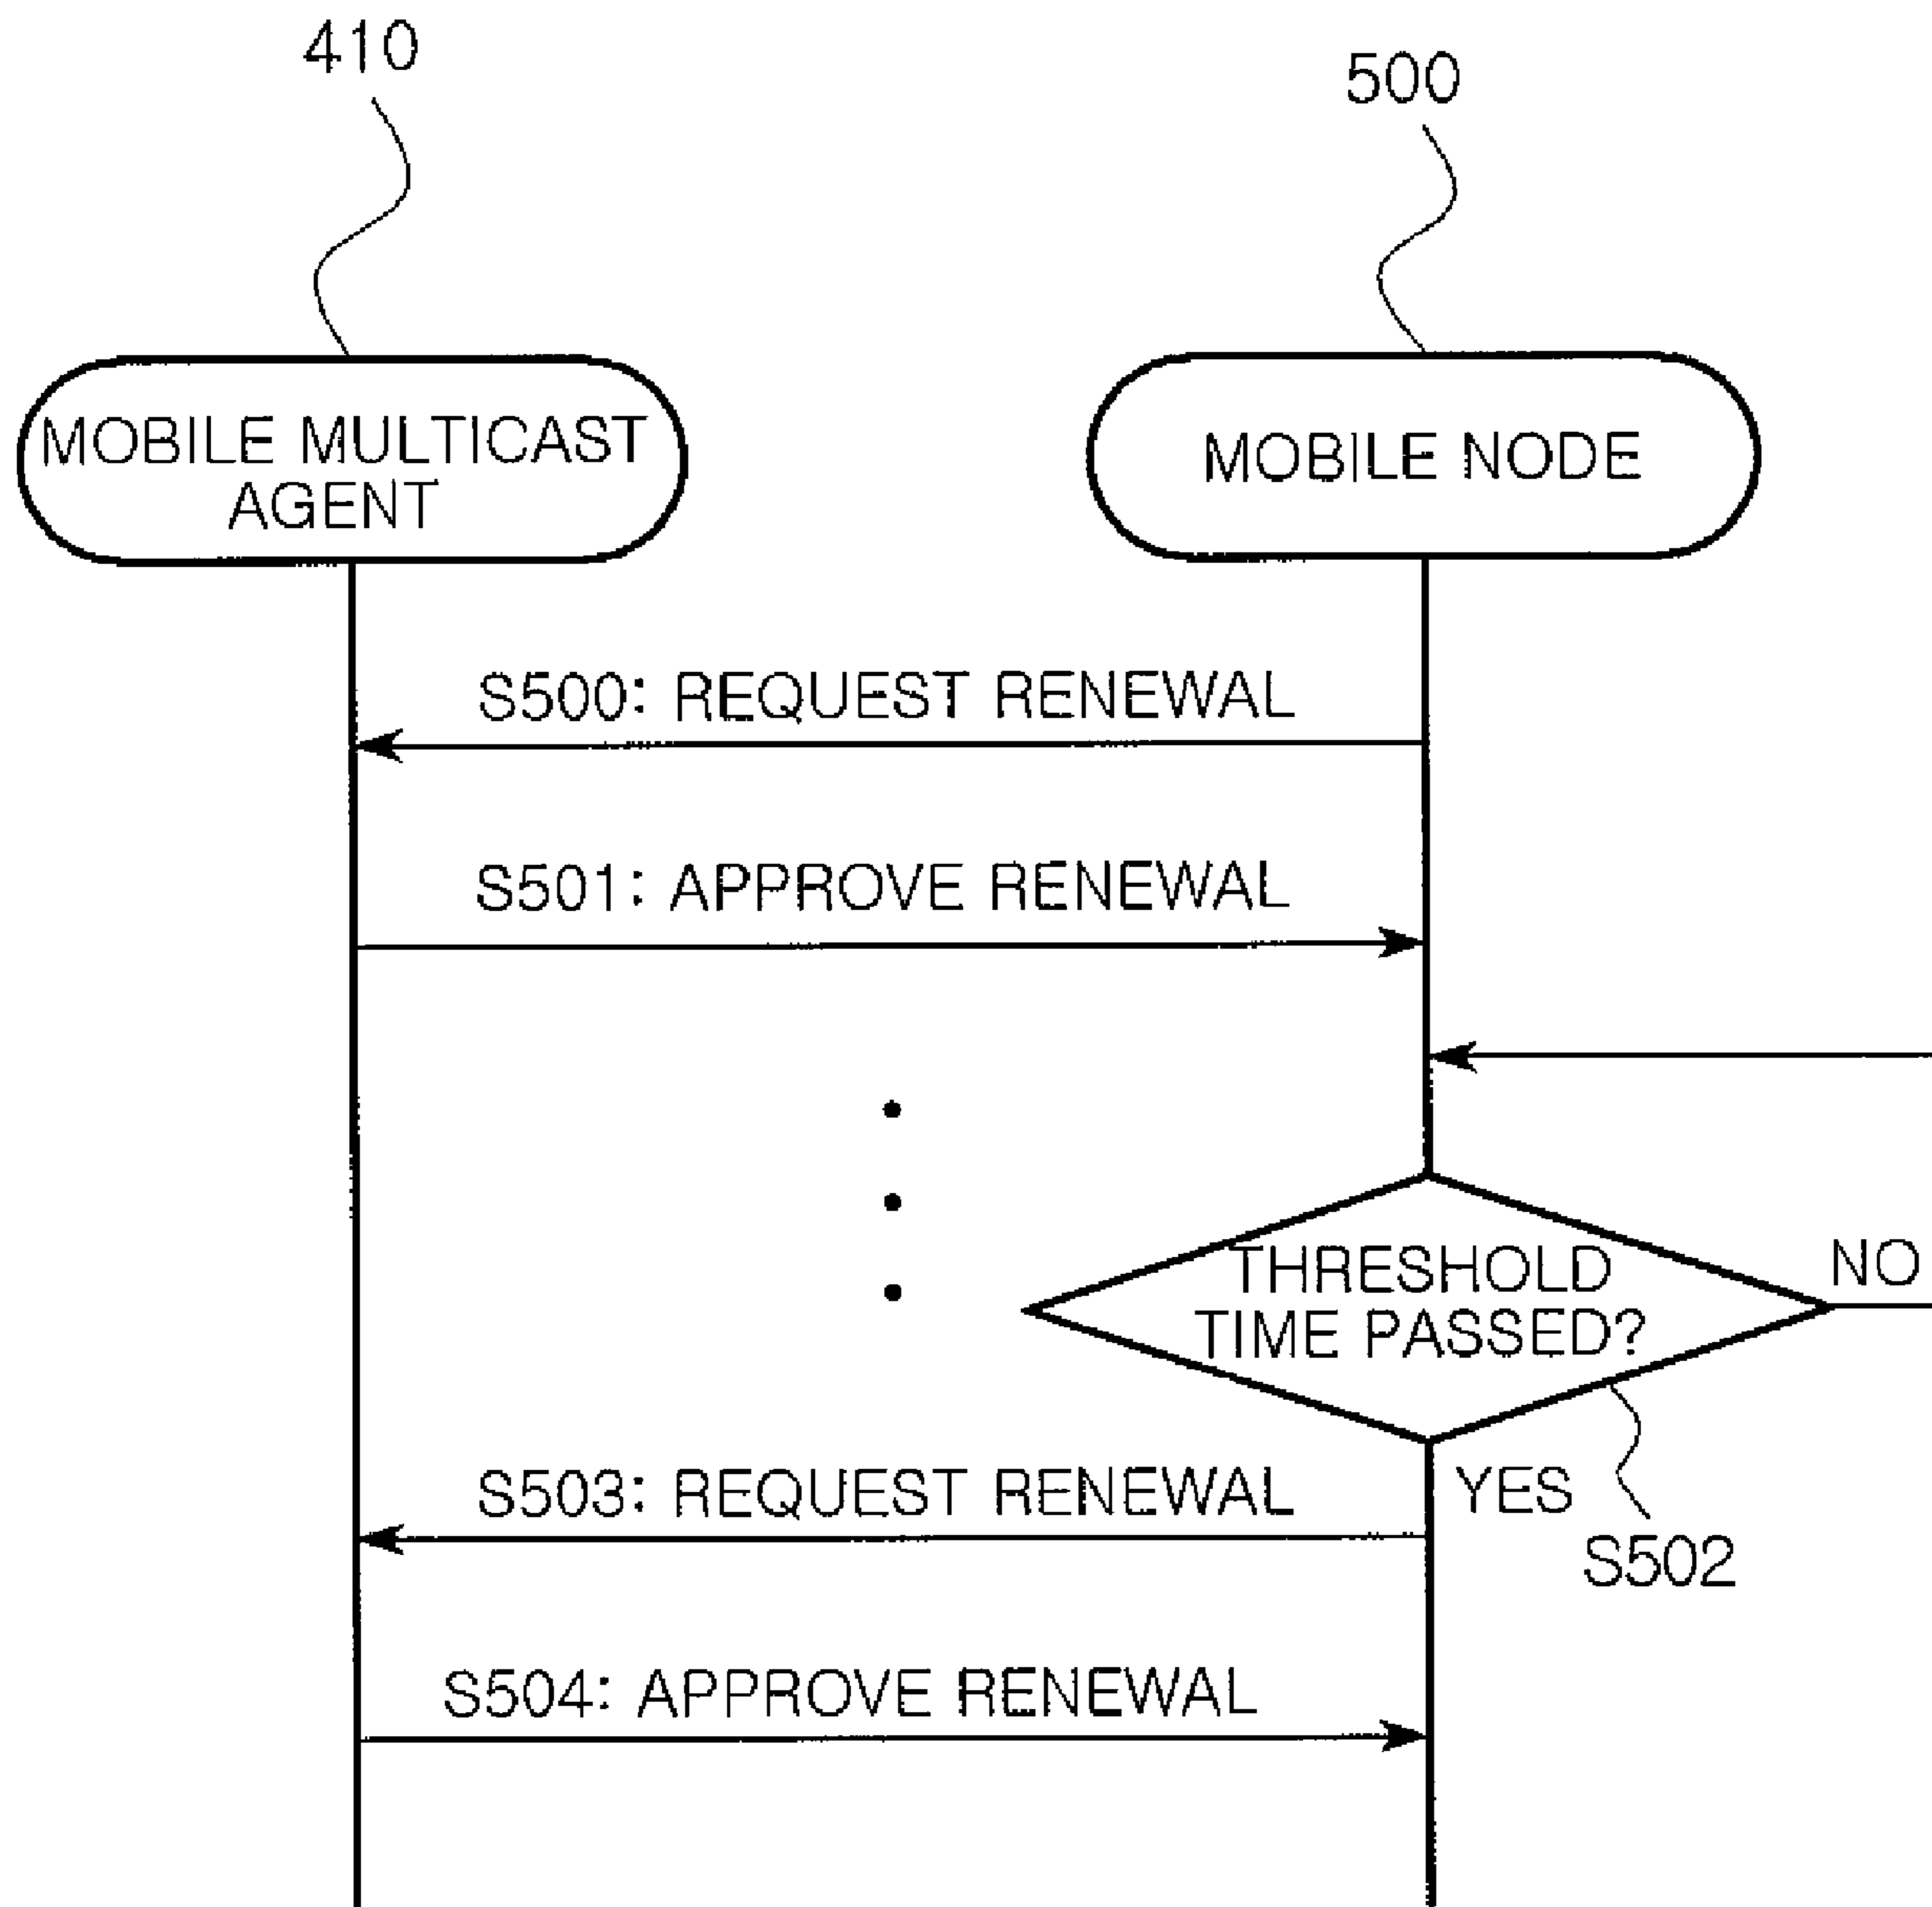 410
500
MOBILE MULTICAST
AGENT
MOBILE NODE
S500: REQUEST RENEWAL
S501: APPROVE RENEWAL
THRESHOLD
TIME PASSED?
NO
S503: REQUEST RENEWAL
YES
S502
S504: APPROVE RENEWAL